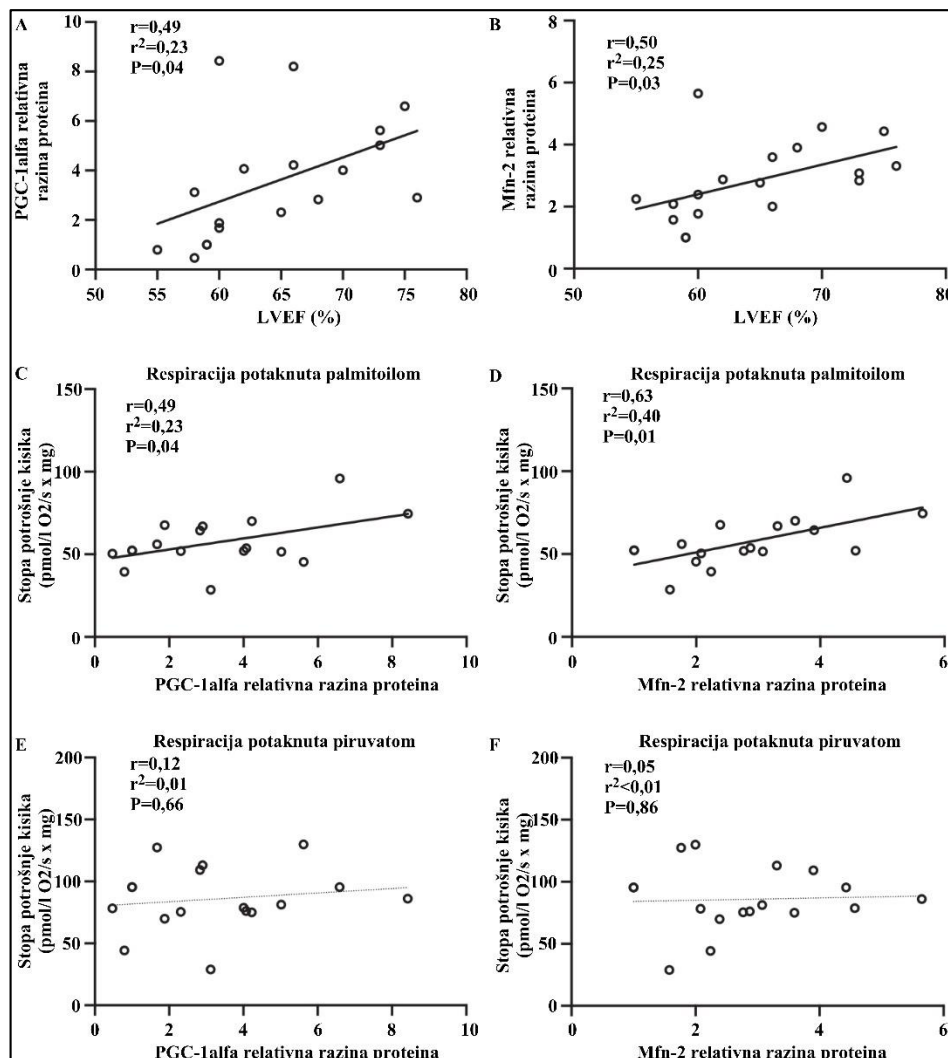 A
r=0,49
r²=0,23
P=0,04
PGC-1alfa relativna
razina proteina
10
8
6
4
2
0
50 55 60 65 70 75 80
LVEF (%)
B
r=0,50
r²=0,25
P=0,03
Mfn-2 relativna
razina proteina
8
6
4
2
0
50 60 70 80
LVEF (%)
C
Respiracija potaknuta palmitoilom
r=0,49
r²=0,23
P=0,04
Stopa potrošnje kisika
(pmol/l O2/s x mg)
150
100
50
0
0 2 4 6 8 10
PGC-1alfa relativna razina proteina
D
Respiracija potaknuta palmitoilom
r=0,63
r²=0,40
P=0,01
Stopa potrošnje kisika
(pmol/l O2/s x mg)
150
100
50
0
0 2 4 6
Mfn-2 relativna razina proteina
E
Respiracija potaknuta piruvatom
r=0,12
r²=0,01
P=0,66
Stopa potrošnje kisika
(pmol/l O2/s x mg)
200
150
100
50
0
0 2 4 6 8 10
PGC-1alfa relativna razina proteina
F
Respiracija potaknuta piruvatom
r=0,05
r²<0,01
P=0,86
Stopa potrošnje kisika
(pmol/l O2/s x mg)
200
150
100
50
0
0 2 4 6
Mfn-2 relativna razina proteina